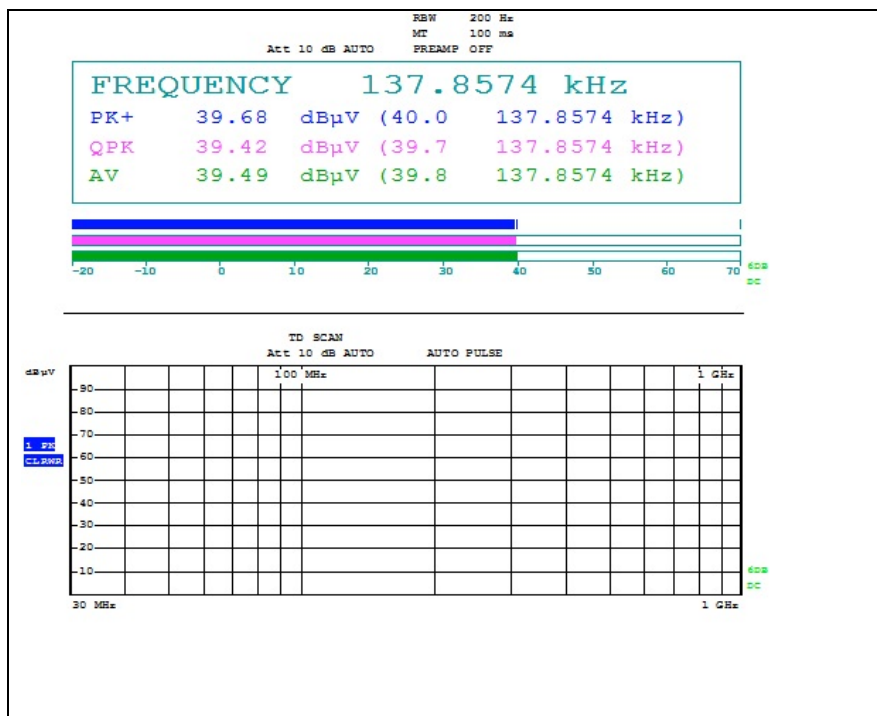 RBW 200 Hz
MT 100 ms
Att 10 dB AUTO PREAMP OFF
FREQUENCY 137.8574 kHz
PK+ 39.68 dBµV (40.0 137.8574 kHz)
QPK 39.42 dBµV (39.7 137.8574 kHz)
AV 39.49 dBµV (39.8 137.8574 kHz)
-20 -10 0 10 20 30 40 50 60 70
6DB
DC
TD SCAN
Att 10 dB AUTO AUTO PULSE
dBµV
100 MHz 1 GHz
90
80
70
1 PK
CLRWR
60
50
40
30
20
10
6DB
DC
30 MHz 1 GHz